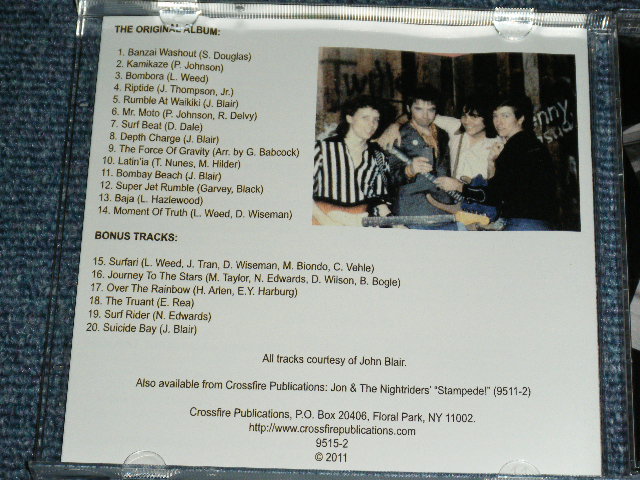 THE ORIGINAL ALBUM:
1. Banzai Washout (S. Douglas)
2. Kamikaze (P. Johnson)
3. Bombora (L. Weed)
4. Riptide (J. Thompson, Jr.)
5. Rumble At Waikiki (J. Blair)
6. Mr. Moto (P. Johnson, R. Delvy)
7. Surf Beat (D. Dale)
8. Depth Charge (J. Blair)
9. The Force Of Gravity (Arr. by G. Babcock)
10. Latin'ia (T. Nunes, M. Hilder)
11. Bombay Beach (J. Blair)
12. Super Jet Rumble (Garvey, Black)
13. Baja (L. Hazlewood)
14. Moment Of Truth (L. Weed, D. Wiseman)
BONUS TRACKS:
15. Surfari (L. Weed, J. Tran, D. Wiseman, M. Biondo, C. Vehle)
16. Journey To The Stars (M. Taylor, N. Edwards, D. Wilson, B. Bogle)
17. Over The Rainbow (H. Arlen, E.Y. Harburg)
18. The Truant (E. Rea)
19. Surf Rider (N. Edwards)
20. Suicide Bay (J. Blair)
All tracks courtesy of John Blair.
Also available from Crossfire Publications: Jon & The Nightriders' "Stampede!" (9511-2)
Crossfire Publications, P.O. Box 20406, Floral Park, NY 11002.
http://www.crossfirepublications.com
9515-2
© 2011